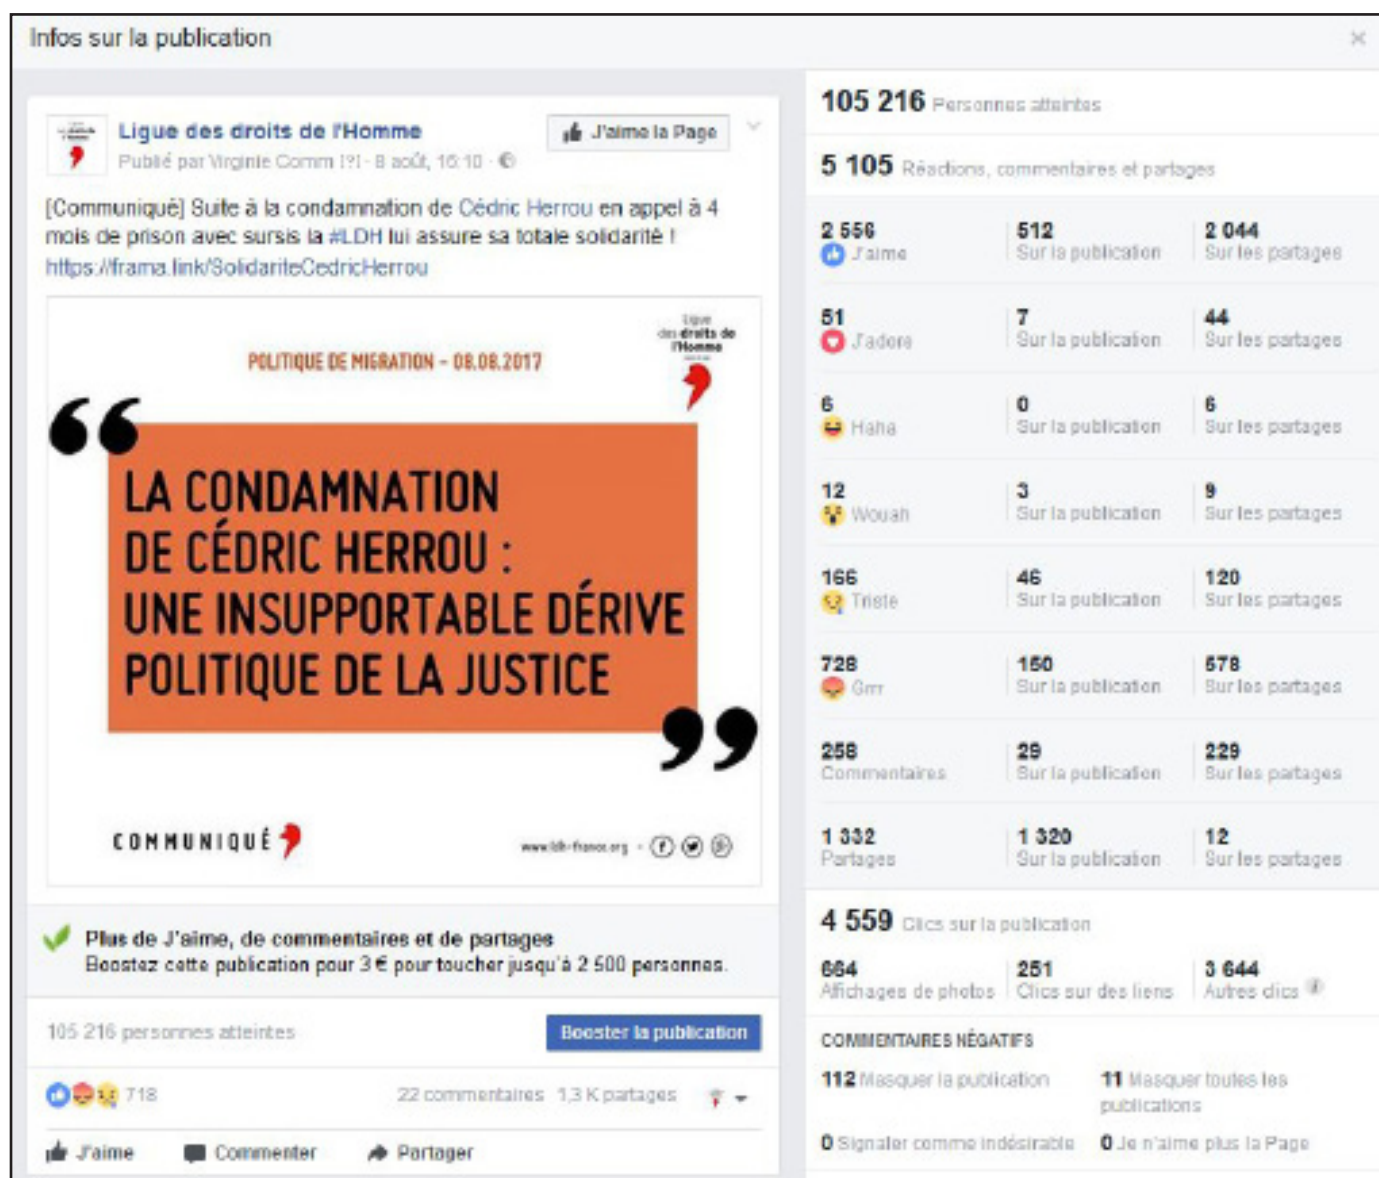 Infos sur la publication
Ligue des droits de l'Homme
J'aime la Page
Publié par Virginie Comm [?] · 8 août, 16:10 ·
[Communiqué] Suite à la condamnation de Cédric Herrou en appel à 4
mois de prison avec sursis la #LDH lui assure sa totale solidarité !
https://frama.link/SolidariteCedricHerrou
Ligue
des droits de
l'Homme
POLITIQUE DE MIGRATION - 08.08.2017
“
LA CONDAMNATION
DE CÉDRIC HERROU :
UNE INSUPPORTABLE DÉRIVE
POLITIQUE DE LA JUSTICE
”
COMMUNIQUÉ
www.ldh-france.org
Plus de J'aime, de commentaires et de partages
Boostez cette publication pour 3 € pour toucher jusqu'à 2 500 personnes.
105 216 personnes atteintes
Booster la publication
718
22 commentaires 1,3 K partages
J'aime Commenter Partager
105 216 Personnes atteintes
5 105 Réactions, commentaires et partages
2 556 512 2 044
J'aime Sur la publication Sur les partages
51 7 44
J'adore Sur la publication Sur les partages
6 0 6
Haha Sur la publication Sur les partages
12 3 9
Wouah Sur la publication Sur les partages
166 46 120
Triste Sur la publication Sur les partages
728 150 578
Grrr Sur la publication Sur les partages
258 29 229
Commentaires Sur la publication Sur les partages
1 332 1 320 12
Partages Sur la publication Sur les partages
4 559 Clics sur la publication
664 251 3 644
Affichages de photos Clics sur des liens Autres clics
COMMENTAIRES NÉGATIFS
112 Masquer la publication 11 Masquer toutes les
publications
0 Signaler comme indésirable 0 Je n'aime plus la Page